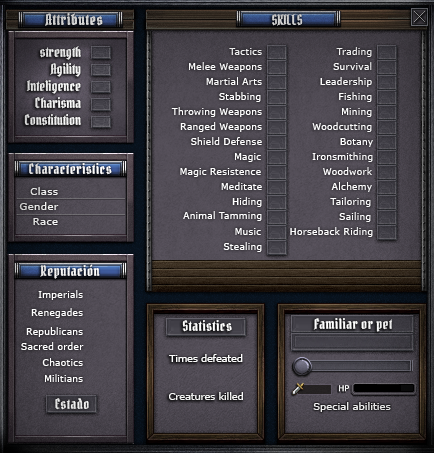 Attributes
strength
Agility
Inteligence
Charisma
Constitution
Characteristics
Class
Gender
Race
Reputación
Imperials
Renegades
Republicans
Sacred order
Chaotics
Militians
Estado
SKILLS
Tactics
Melee Weapons
Martial Arts
Stabbing
Throwing Weapons
Ranged Weapons
Shield Defense
Magic
Magic Resistence
Meditate
Hiding
Animal Tamming
Music
Stealing
Trading
Survival
Leadership
Fishing
Mining
Woodcutting
Botany
Ironsmithing
Woodwork
Alchemy
Tailoring
Sailing
Horseback Riding
Statistics
Times defeated
Creatures killed
Familiar or pet
HP
Special abilities